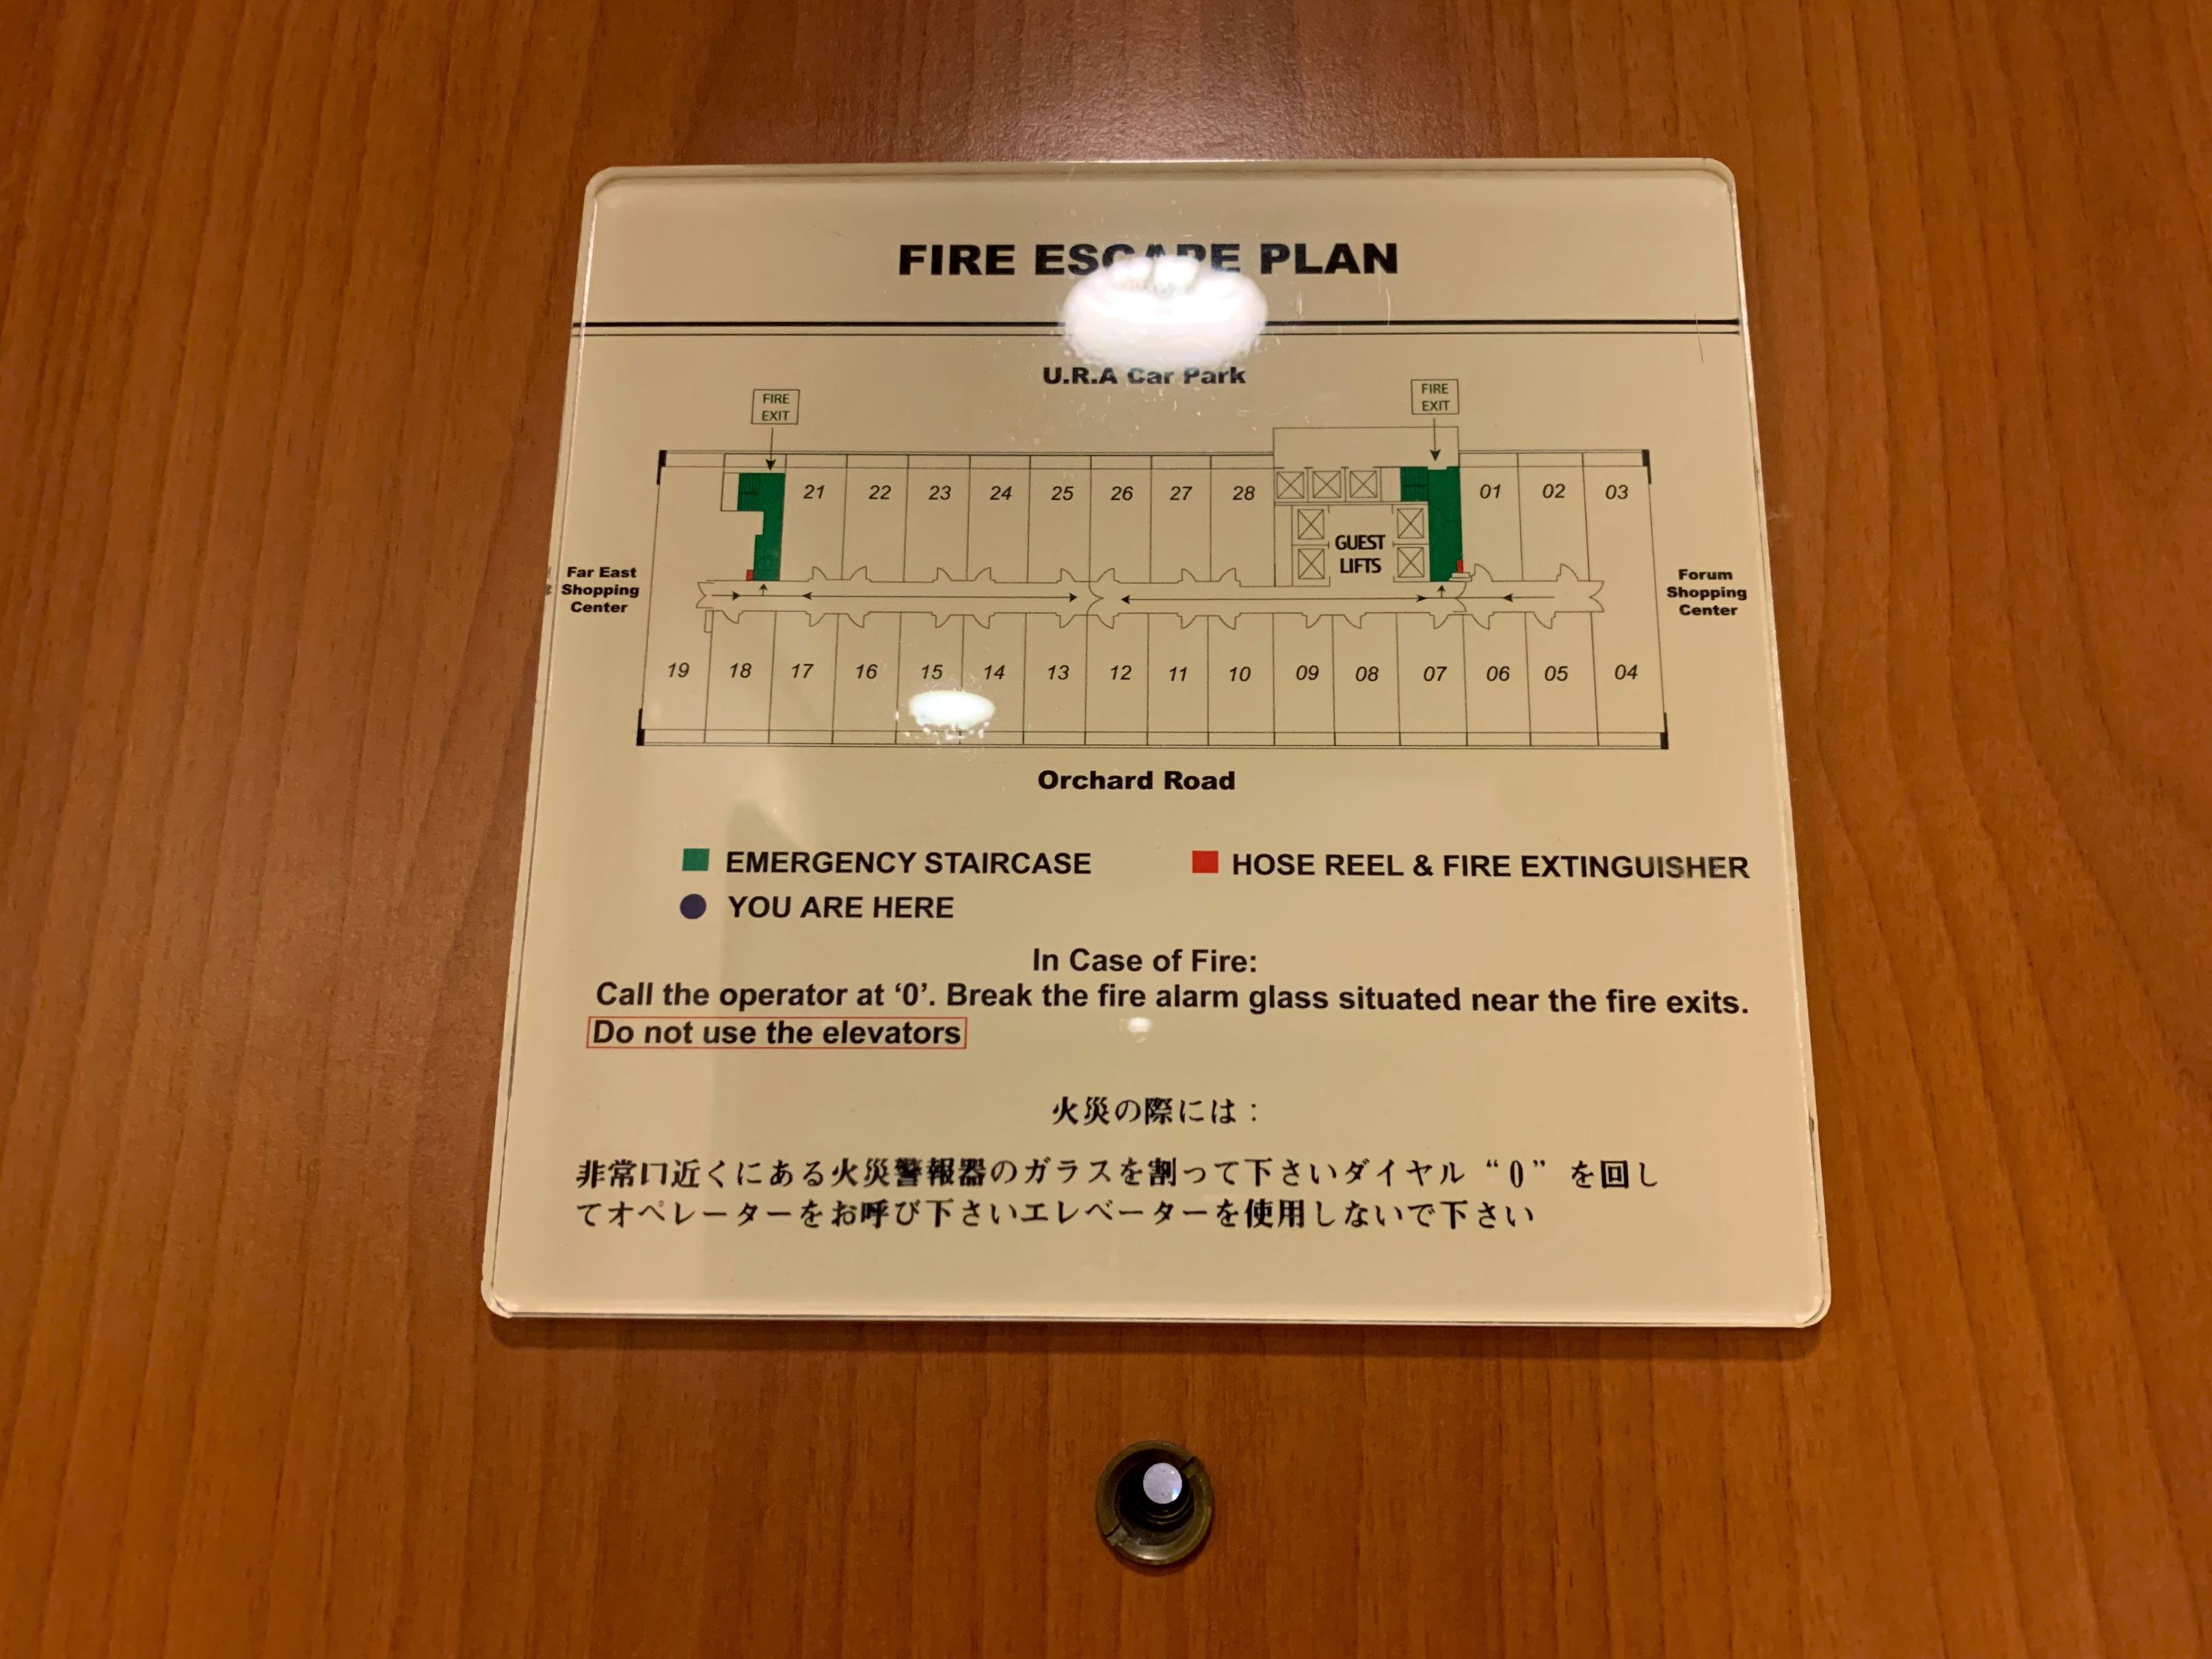 FIRE ESCAPE PLAN
U.R.A Car Park
FIRE
EXIT
FIRE
EXIT
21 22 23 24 25 26 27 28 01 02 03
GUEST
LIFTS
Far East
Shopping
Center
Forum
Shopping
Center
19 18 17 16 15 14 13 12 11 10 09 08 07 06 05 04
Orchard Road
EMERGENCY STAIRCASE
HOSE REEL & FIRE EXTINGUISHER
YOU ARE HERE
In Case of Fire:
Call the operator at ‘0’. Break the fire alarm glass situated near the fire exits.
Do not use the elevators
火災の際には：
非常口近くにある火災警報器のガラスを割って下さいダイヤル “0” を回し
てオペレーターをお呼び下さいエレベーターを使用しないで下さい